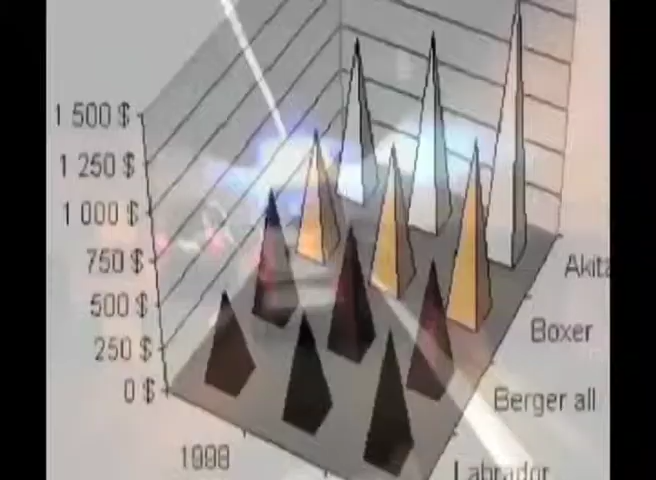 1 500 $
1 250 $
1 000 $
750 $
500 $
250 $
0 $
Akita
Boxer
Berger all
Labrador
1998